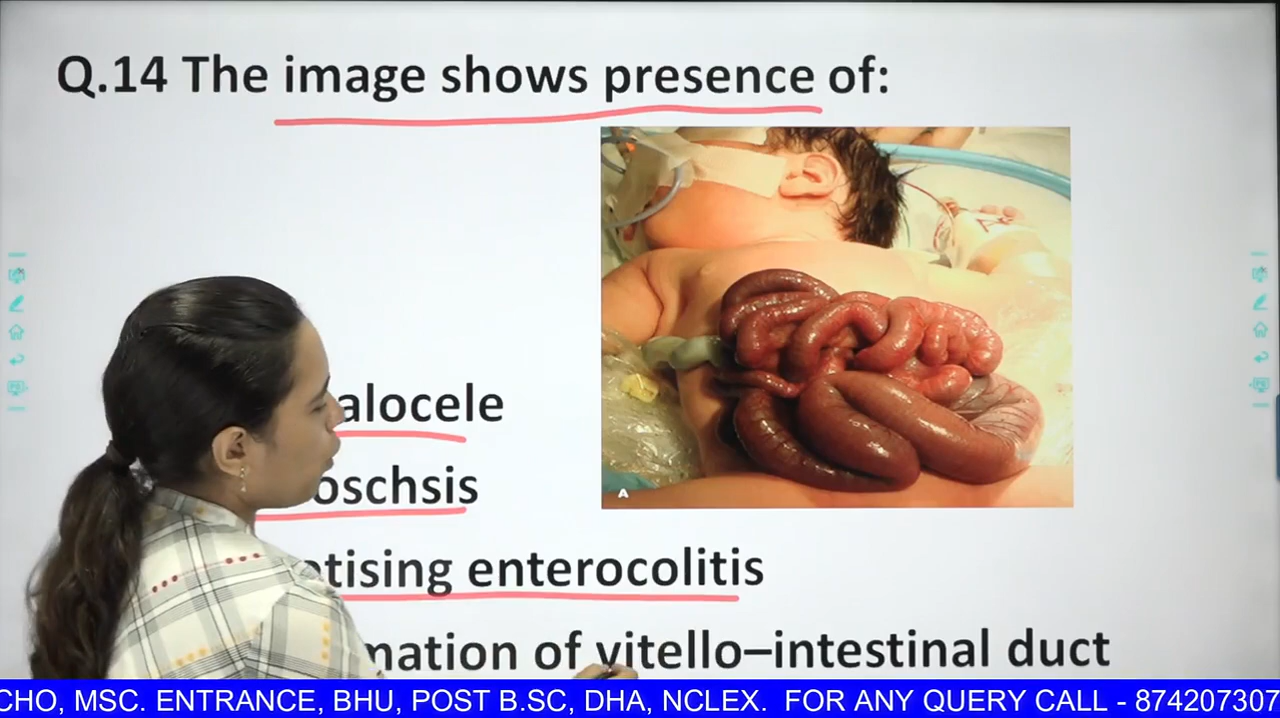 Q.14 The image shows presence of:
A
alocele
oschsis
tising enterocolitis
mation of vitello–intestinal duct
CHO, MSC. ENTRANCE, BHU, POST B.SC, DHA, NCLEX. FOR ANY QUERY CALL - 874207307